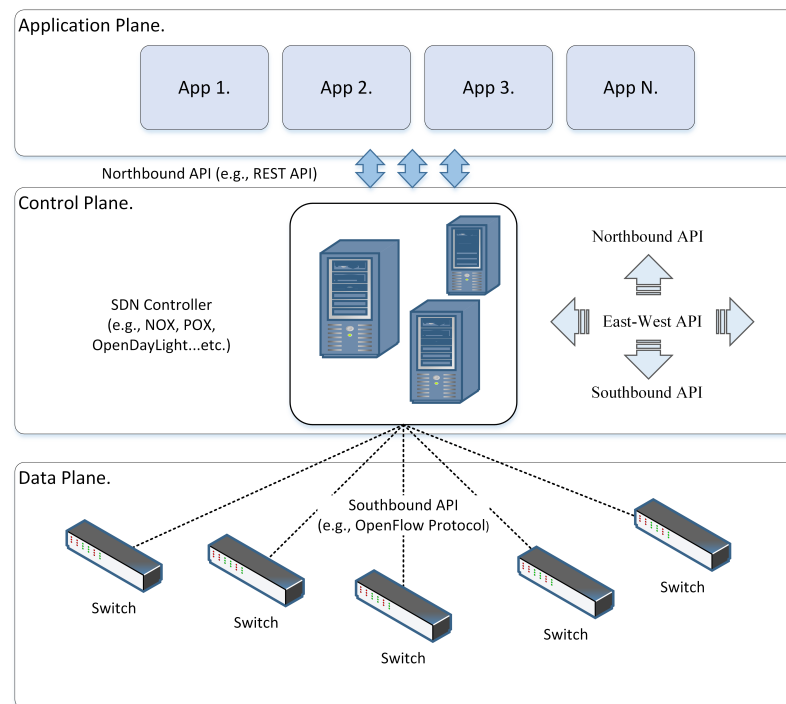 Application Plane.
App 1.
App 2.
App 3.
App N.
Northbound API (e.g., REST API)
Control Plane.
SDN Controller
(e.g., NOX, POX,
OpenDayLight...etc.)
Northbound API
East-West API
Southbound API
Data Plane.
Southbound API
(e.g., OpenFlow Protocol)
Switch
Switch
Switch
Switch
Switch